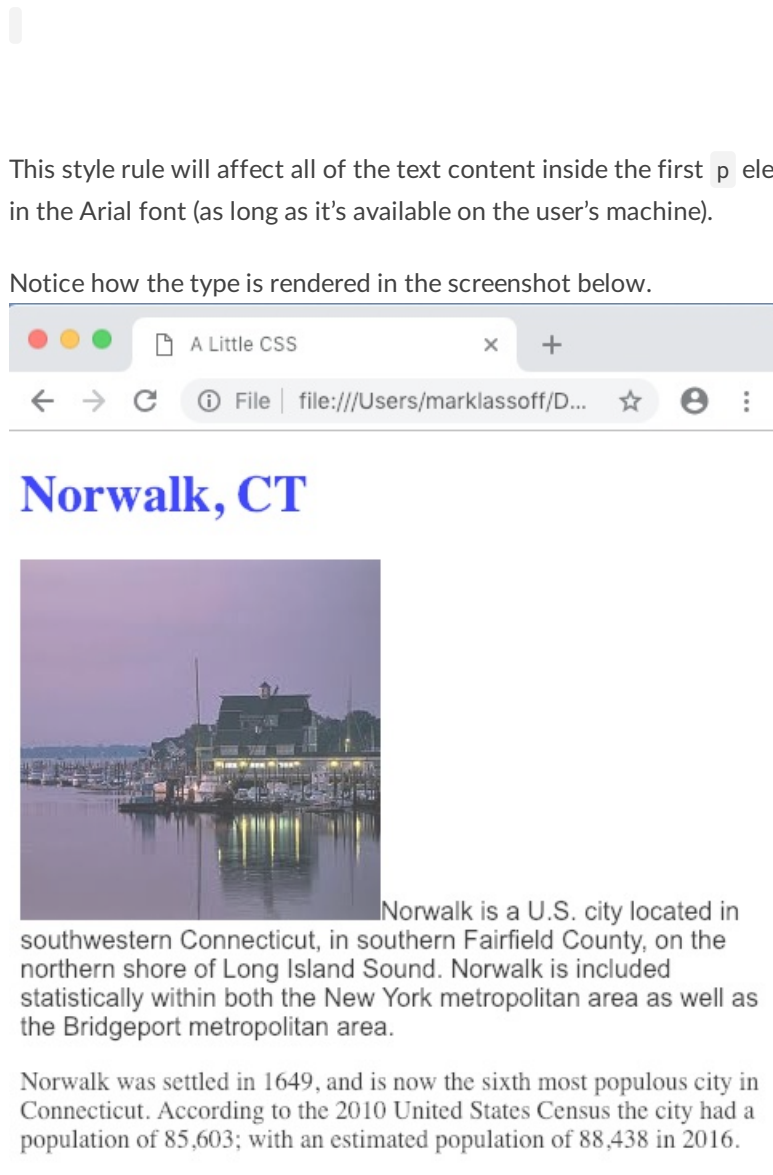 This style rule will affect all of the text content inside the first p ele
in the Arial font (as long as it’s available on the user’s machine).
Notice how the type is rendered in the screenshot below.
A Little CSS
File file:///Users/marklassoff/D...
Norwalk, CT
Norwalk is a U.S. city located in
southwestern Connecticut, in southern Fairfield County, on the
northern shore of Long Island Sound. Norwalk is included
statistically within both the New York metropolitan area as well as
the Bridgeport metropolitan area.
Norwalk was settled in 1649, and is now the sixth most populous city in
Connecticut. According to the 2010 United States Census the city had a
population of 85,603; with an estimated population of 88,438 in 2016.